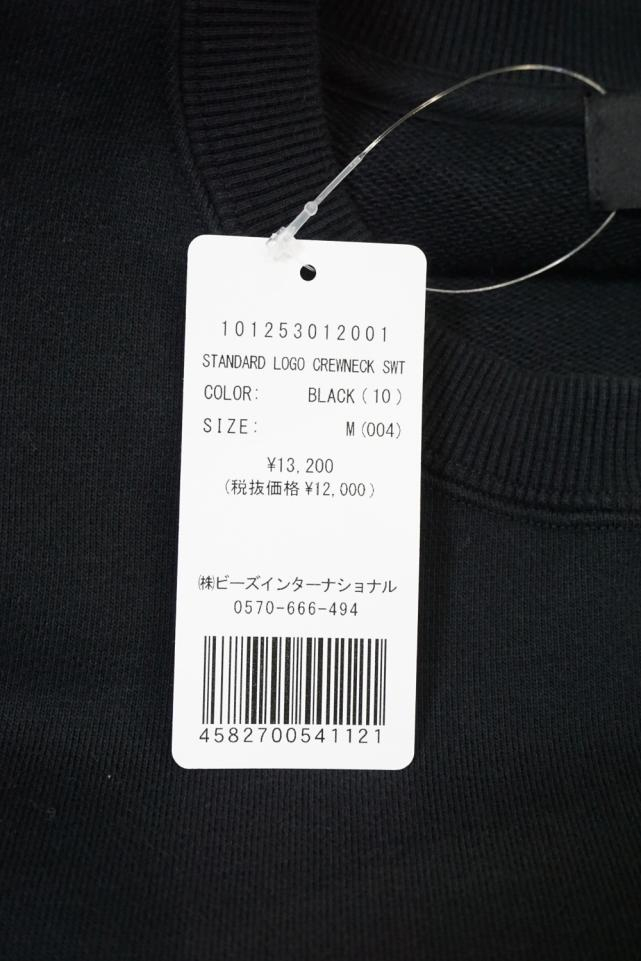 101253012001
STANDARD LOGO CREWNECK SWT
COLOR: BLACK(10)
SIZE: M(004)
¥13,200
(税抜価格¥12,000)
㈱ビーズインターナショナル
0570-666-494
4582700541121